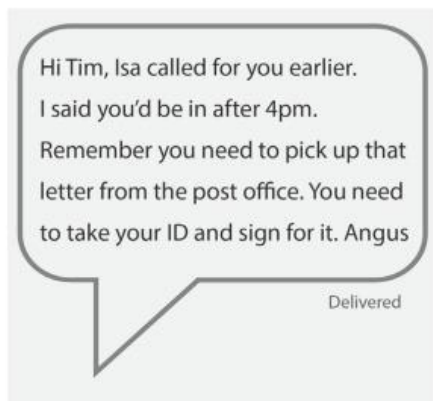 Hi Tim, Isa called for you earlier.
I said you’d be in after 4pm.
Remember you need to pick up that
letter from the post office. You need
to take your ID and sign for it. Angus
Delivered